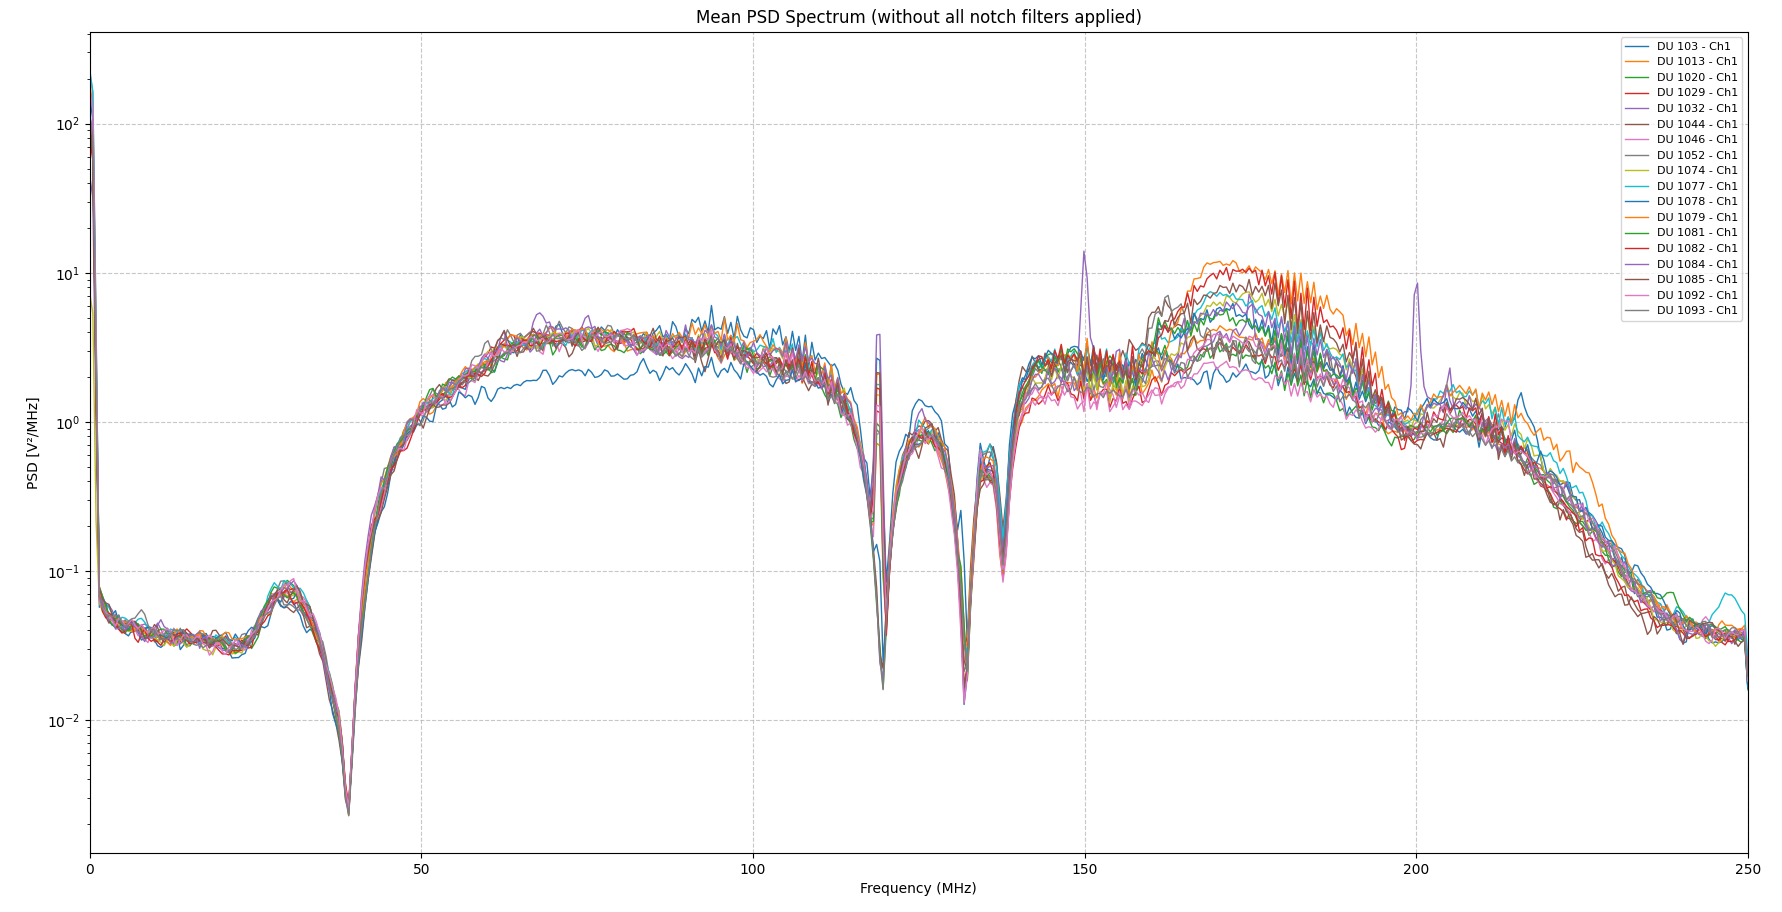 Mean PSD Spectrum (without all notch filters applied)
PSD [V²/MHz]
10²
10¹
10⁰
10⁻¹
10⁻²
0 50 100 150 200 250
Frequency (MHz)
DU 103 - Ch1
DU 1013 - Ch1
DU 1020 - Ch1
DU 1029 - Ch1
DU 1032 - Ch1
DU 1044 - Ch1
DU 1046 - Ch1
DU 1052 - Ch1
DU 1074 - Ch1
DU 1077 - Ch1
DU 1078 - Ch1
DU 1079 - Ch1
DU 1081 - Ch1
DU 1082 - Ch1
DU 1084 - Ch1
DU 1085 - Ch1
DU 1092 - Ch1
DU 1093 - Ch1